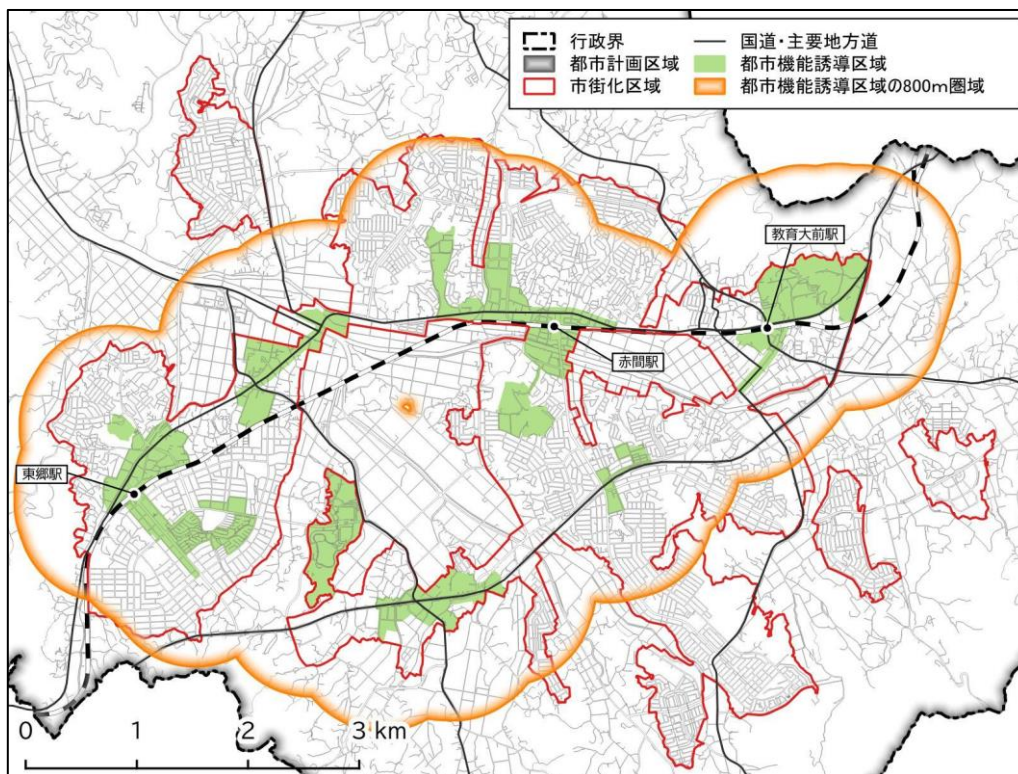 行政界
都市計画区域
市街化区域
国道・主要地方道
都市機能誘導区域
都市機能誘導区域の800m圏域
教育大前駅
赤間駅
東郷駅
0 1 2 3 km